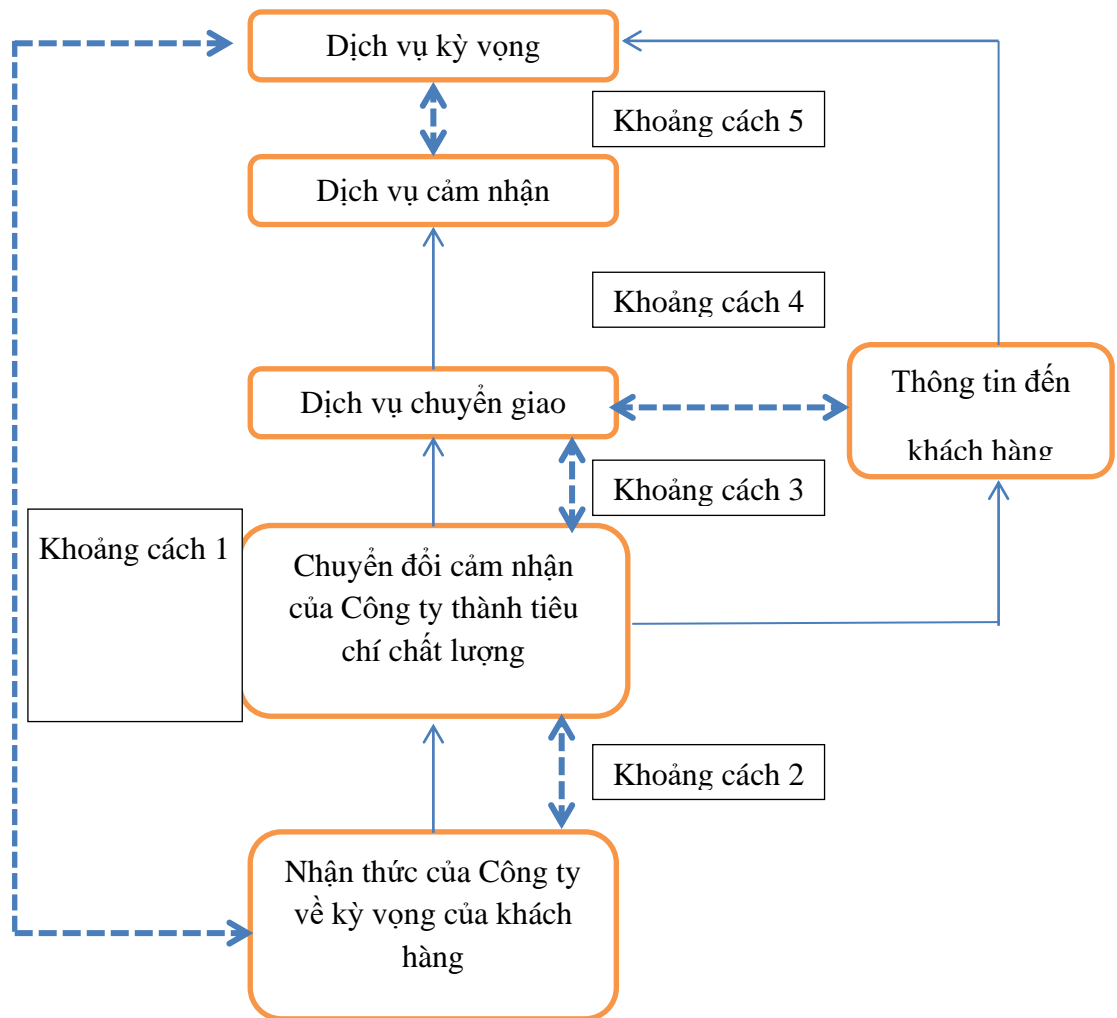 Dịch vụ kỳ vọng
Khoảng cách 5
Dịch vụ cảm nhận
Khoảng cách 4
Thông tin đến
khách hàng
Dịch vụ chuyển giao
Khoảng cách 3
Khoảng cách 1
Chuyển đổi cảm nhận
của Công ty thành tiêu
chí chất lượng
Khoảng cách 2
Nhận thức của Công ty
về kỳ vọng của khách
hàng